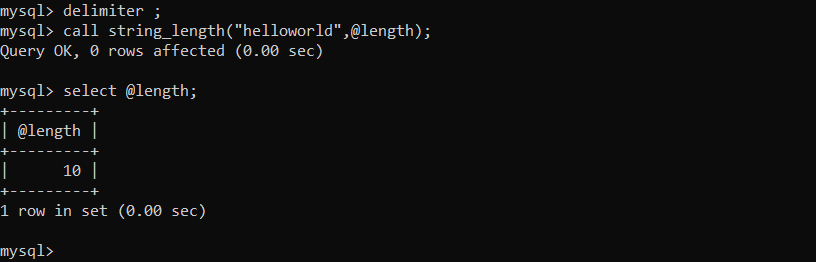 mysql> delimiter ;
mysql> call string_length("helloworld",@length);
Query OK, 0 rows affected (0.00 sec)
mysql> select @length;
+---------+
| @length |
+---------+
|      10 |
+---------+
1 row in set (0.00 sec)
mysql>